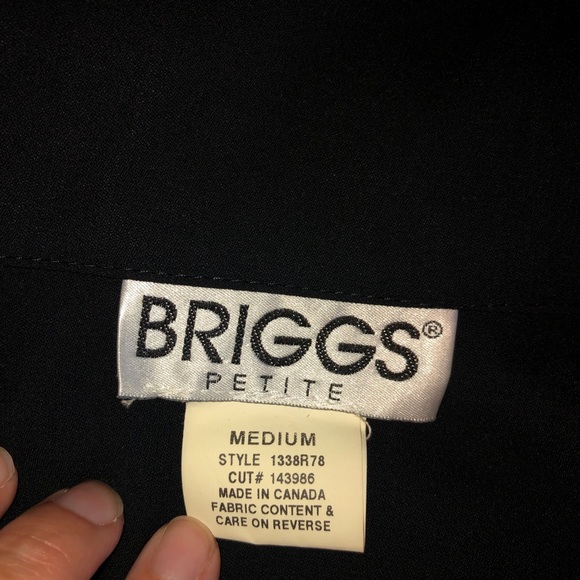 BRIGGS®
PETITE
MEDIUM
STYLE 1338R78
CUT# 143986
MADE IN CANADA
FABRIC CONTENT &
CARE ON REVERSE